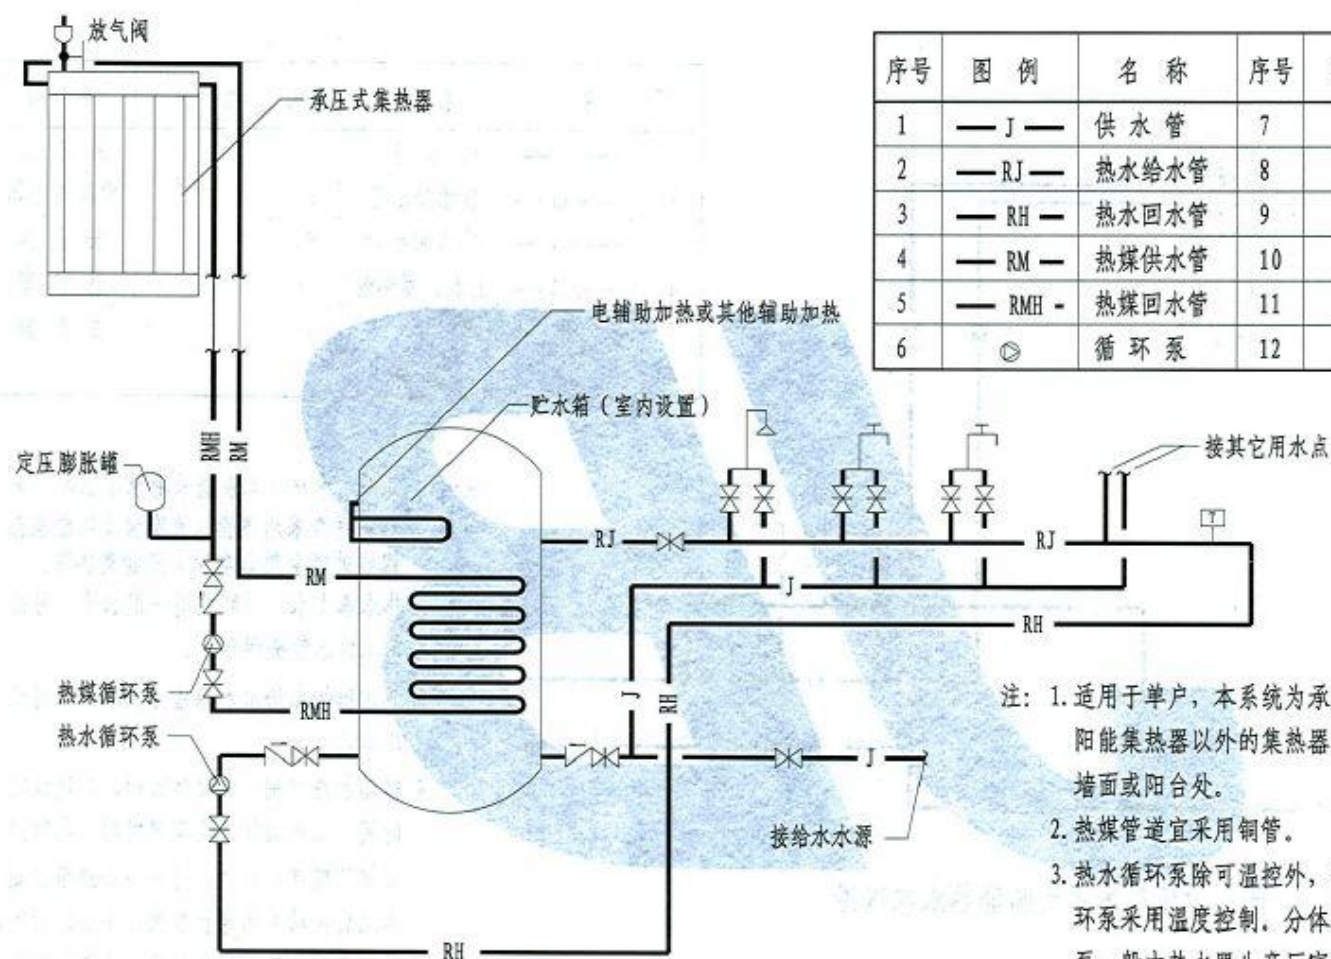 放气阀
承压式集热器
序号 图 例 名 称 序号
1 J 供 水 管 7
2 RJ 热水给水管 8
3 RH 热水回水管 9
4 RM 热媒供水管 10
5 RMH 热媒回水管 11
6 循 环 泵 12
电辅助加热或其他辅助加热
贮水箱（室内设置）
RMH
RM
定压膨胀罐
接其它用水点
T
RJ
RJ
RM
J
RH
热媒循环泵
RMH
J
RH
热水循环泵
J
接给水水源
RH
注：1.适用于单户，本系统为承
阳能集热器以外的集热器
墙面或阳台处。
2.热媒管道宜采用铜管。
3.热水循环泵除可温控外，
环泵采用温度控制.分体